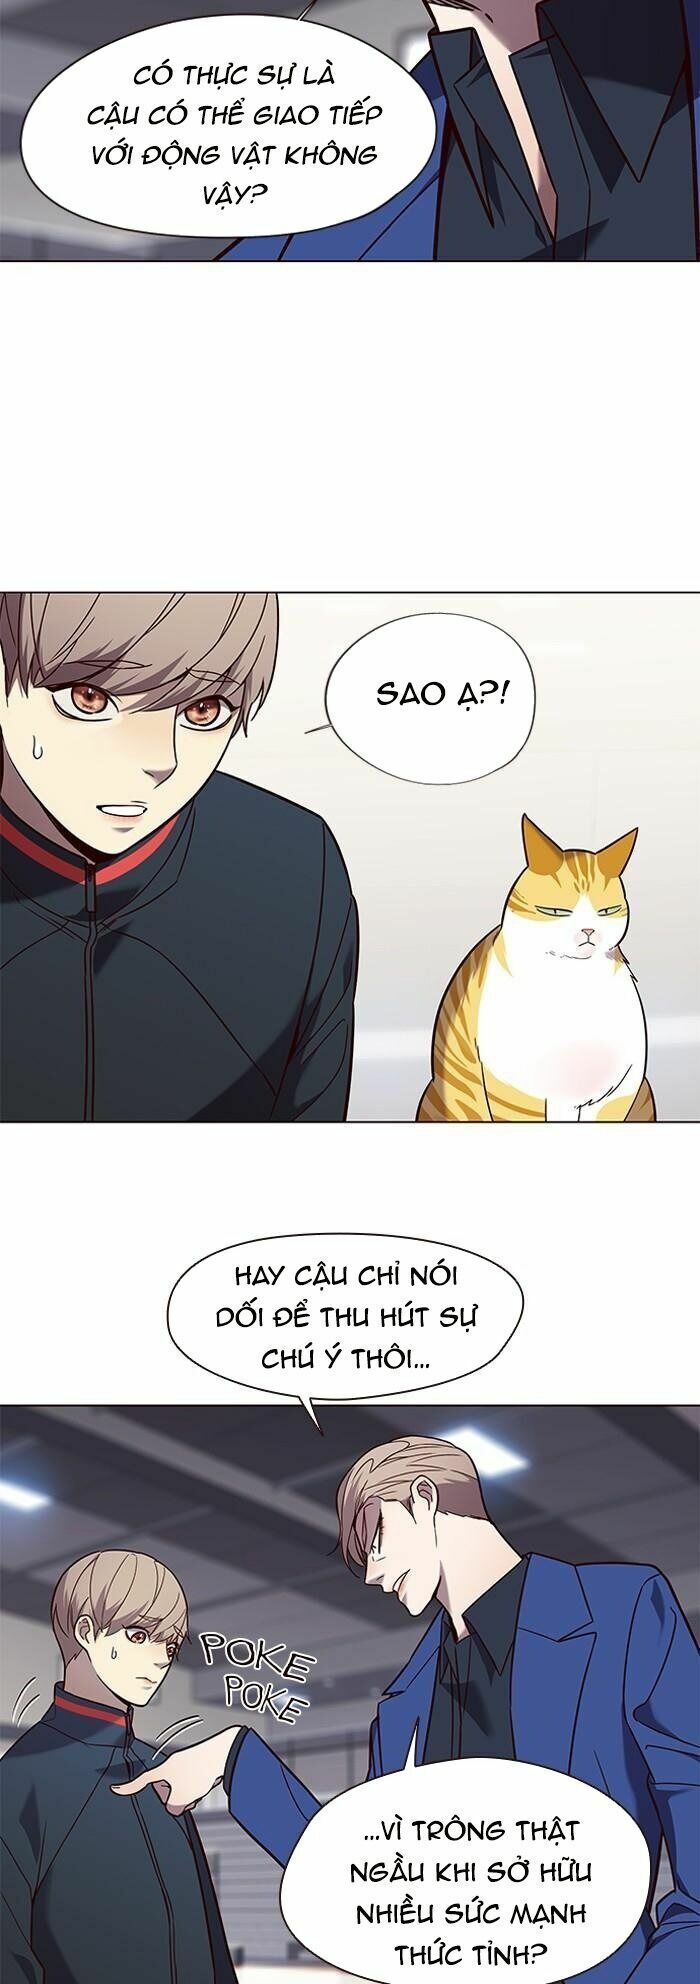 CÓ THỰC SỰ LÀ
CẬU CÓ THỂ GIAO TIẾP
VỚI ĐỘNG VẬT KHÔNG
VẬY?
SAO Ạ?!
HAY CẬU CHỈ NÓI
DỐI ĐỂ THU HÚT SỰ
CHÚ Ý THÔI...
POKE
POKE
...VÌ TRÔNG THẬT
NGẦU KHI SỞ HỮU
NHIỀU SỨC MẠNH
THỨC TỈNH?